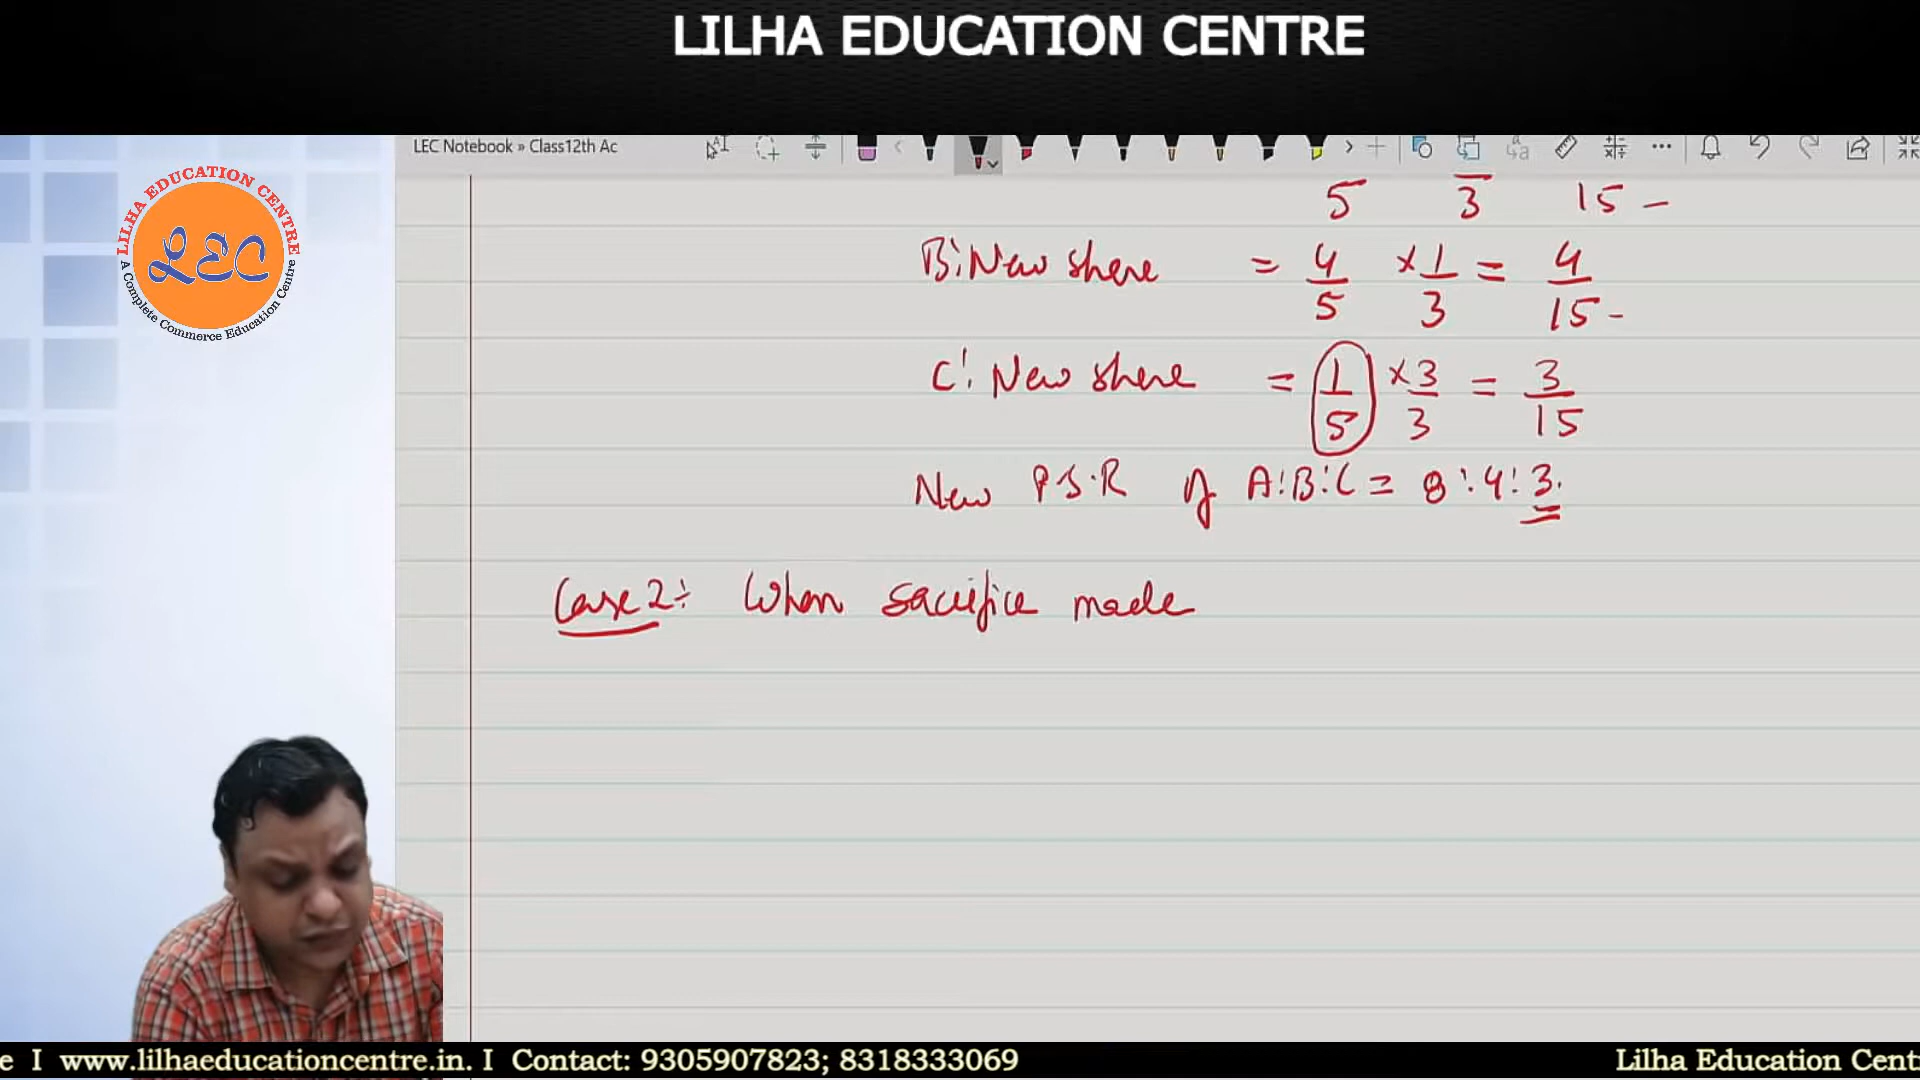 LILHA EDUCATION CENTRE
LEC Notebook » Class12th Ac
LILHA EDUCATION CENTRE
LEC
A Complete Commerce Education Centre
5 3 15 -
B: New share = 4/5 × 1/3 = 4/15 -
C: New share = 1/5 × 3/3 = 3/15
New P.S.R of A:B:C = 8:4:3.
Case 2: When sacrifice made
e I www.lilhaeducationcentre.in. I Contact: 9305907823; 8318333069
Lilha Education Cent